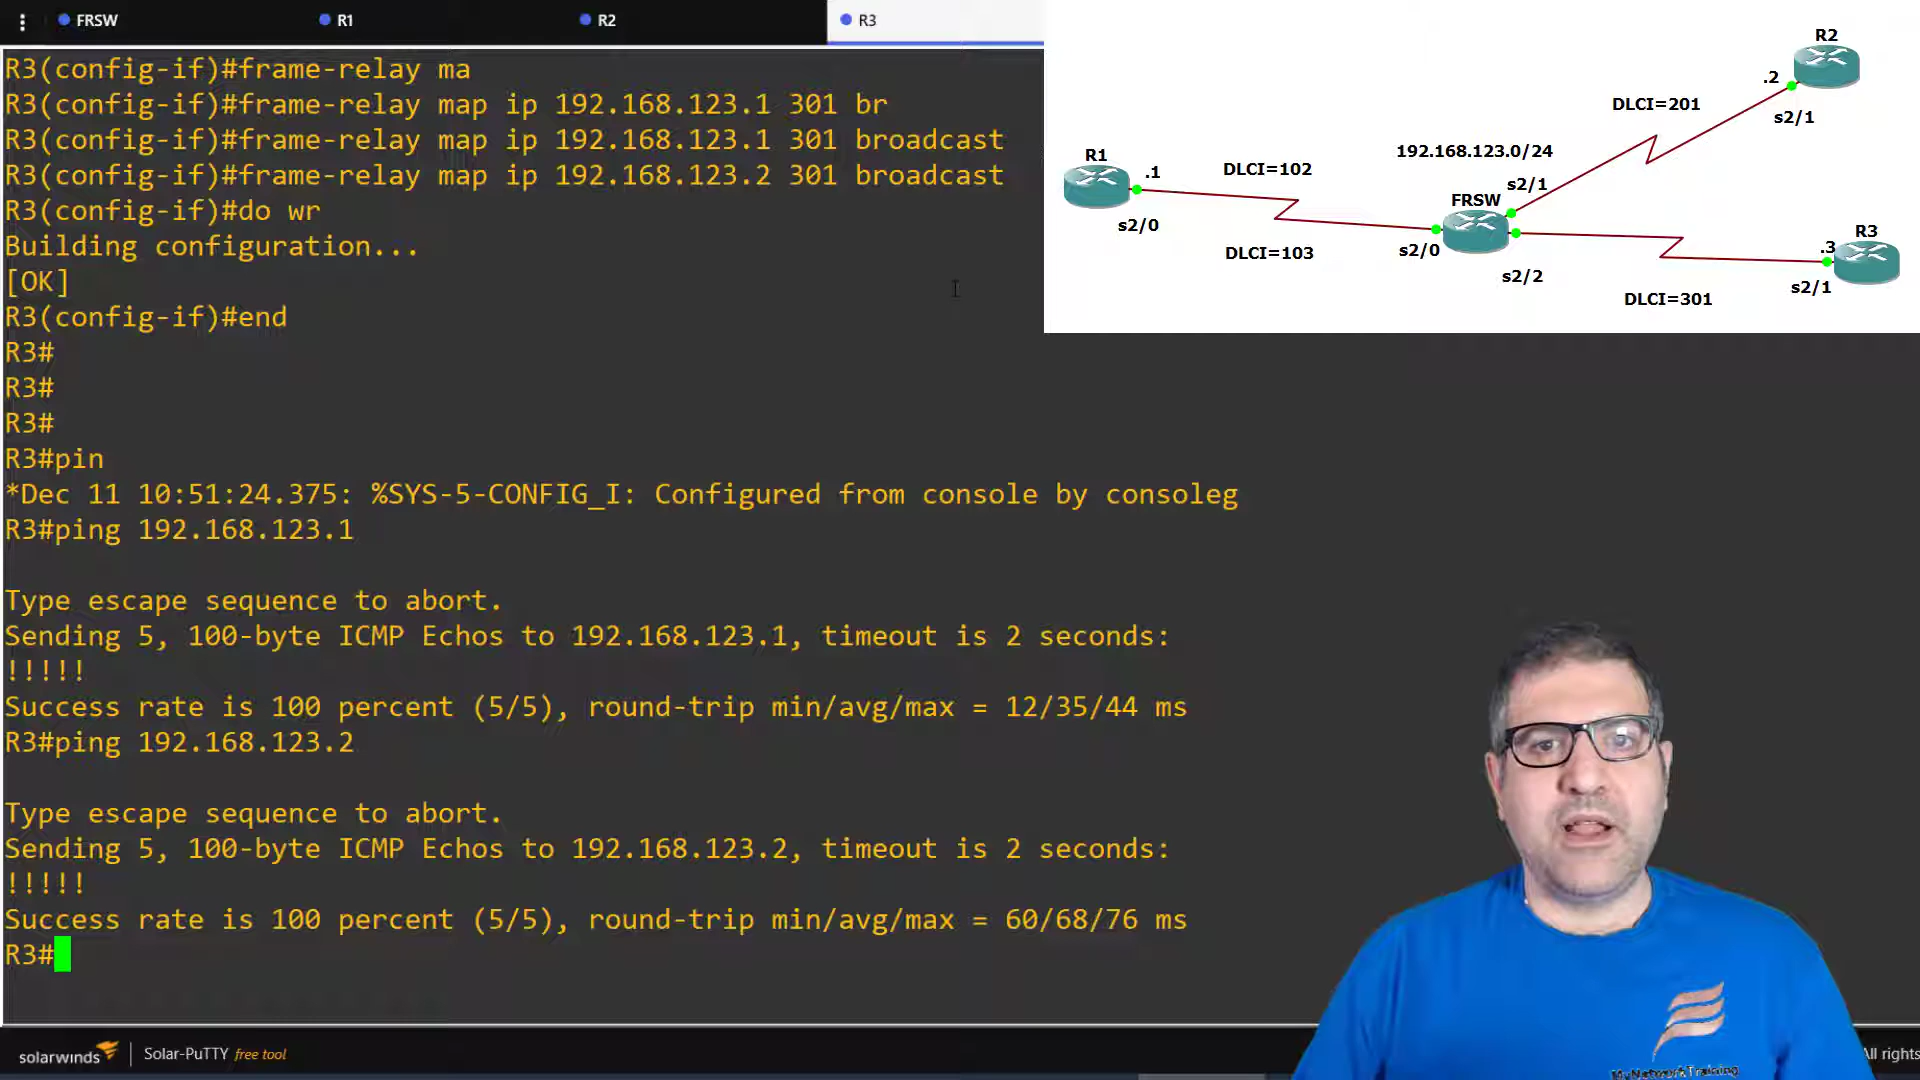 FRSW
R1
R2
R3
R3(config-if)#frame-relay ma
R3(config-if)#frame-relay map ip 192.168.123.1 301 br
R3(config-if)#frame-relay map ip 192.168.123.1 301 broadcast
R3(config-if)#frame-relay map ip 192.168.123.2 301 broadcast
R3(config-if)#do wr
Building configuration...
[OK]
R3(config-if)#end
R3#
R3#
R3#
R3#pin
*Dec 11 10:51:24.375: %SYS-5-CONFIG_I: Configured from console by consoleg
R3#ping 192.168.123.1
Type escape sequence to abort.
Sending 5, 100-byte ICMP Echos to 192.168.123.1, timeout is 2 seconds:
!!!!!
Success rate is 100 percent (5/5), round-trip min/avg/max = 12/35/44 ms
R3#ping 192.168.123.2
Type escape sequence to abort.
Sending 5, 100-byte ICMP Echos to 192.168.123.2, timeout is 2 seconds:
!!!!!
Success rate is 100 percent (5/5), round-trip min/avg/max = 60/68/76 ms
R3#
R2
.2
DLCI=201
s2/1
192.168.123.0/24
R1
.1
DLCI=102
s2/1
FRSW
s2/0
DLCI=103
s2/0
s2/2
R3
.3
s2/1
DLCI=301
solarwinds
Solar-PuTTY free tool
All rights
MyNetworkTraining